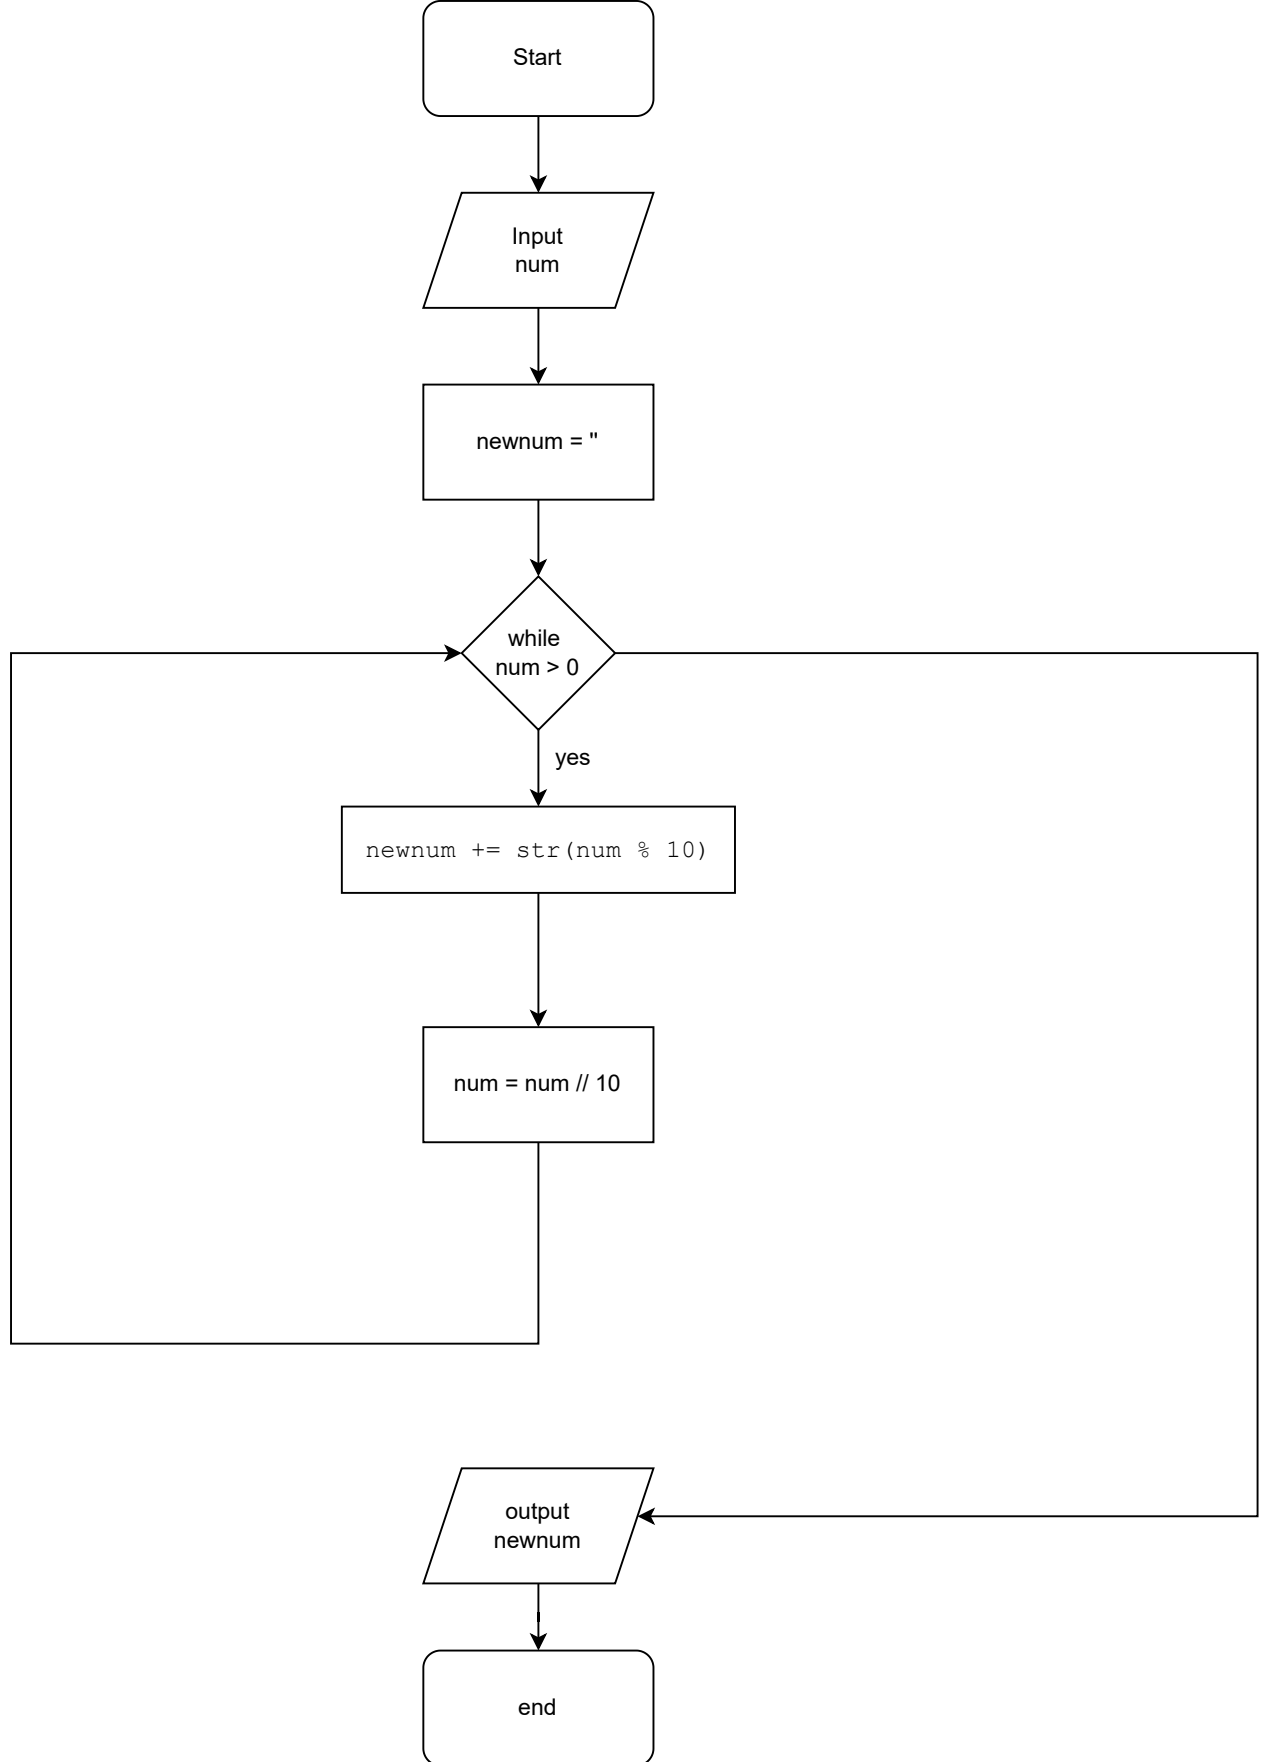 Start
Input
num
newnum = ''
while
num > 0
yes
newnum += str(num % 10)
num = num // 10
output
newnum
end